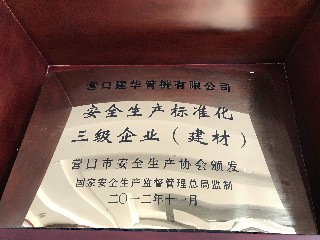 营口建华管桩有限公司
安全生产标准化
三级企业（建材）
营口市安全生产协会颁发
国家安全生产监督管理总局监制
二〇一二年十一月